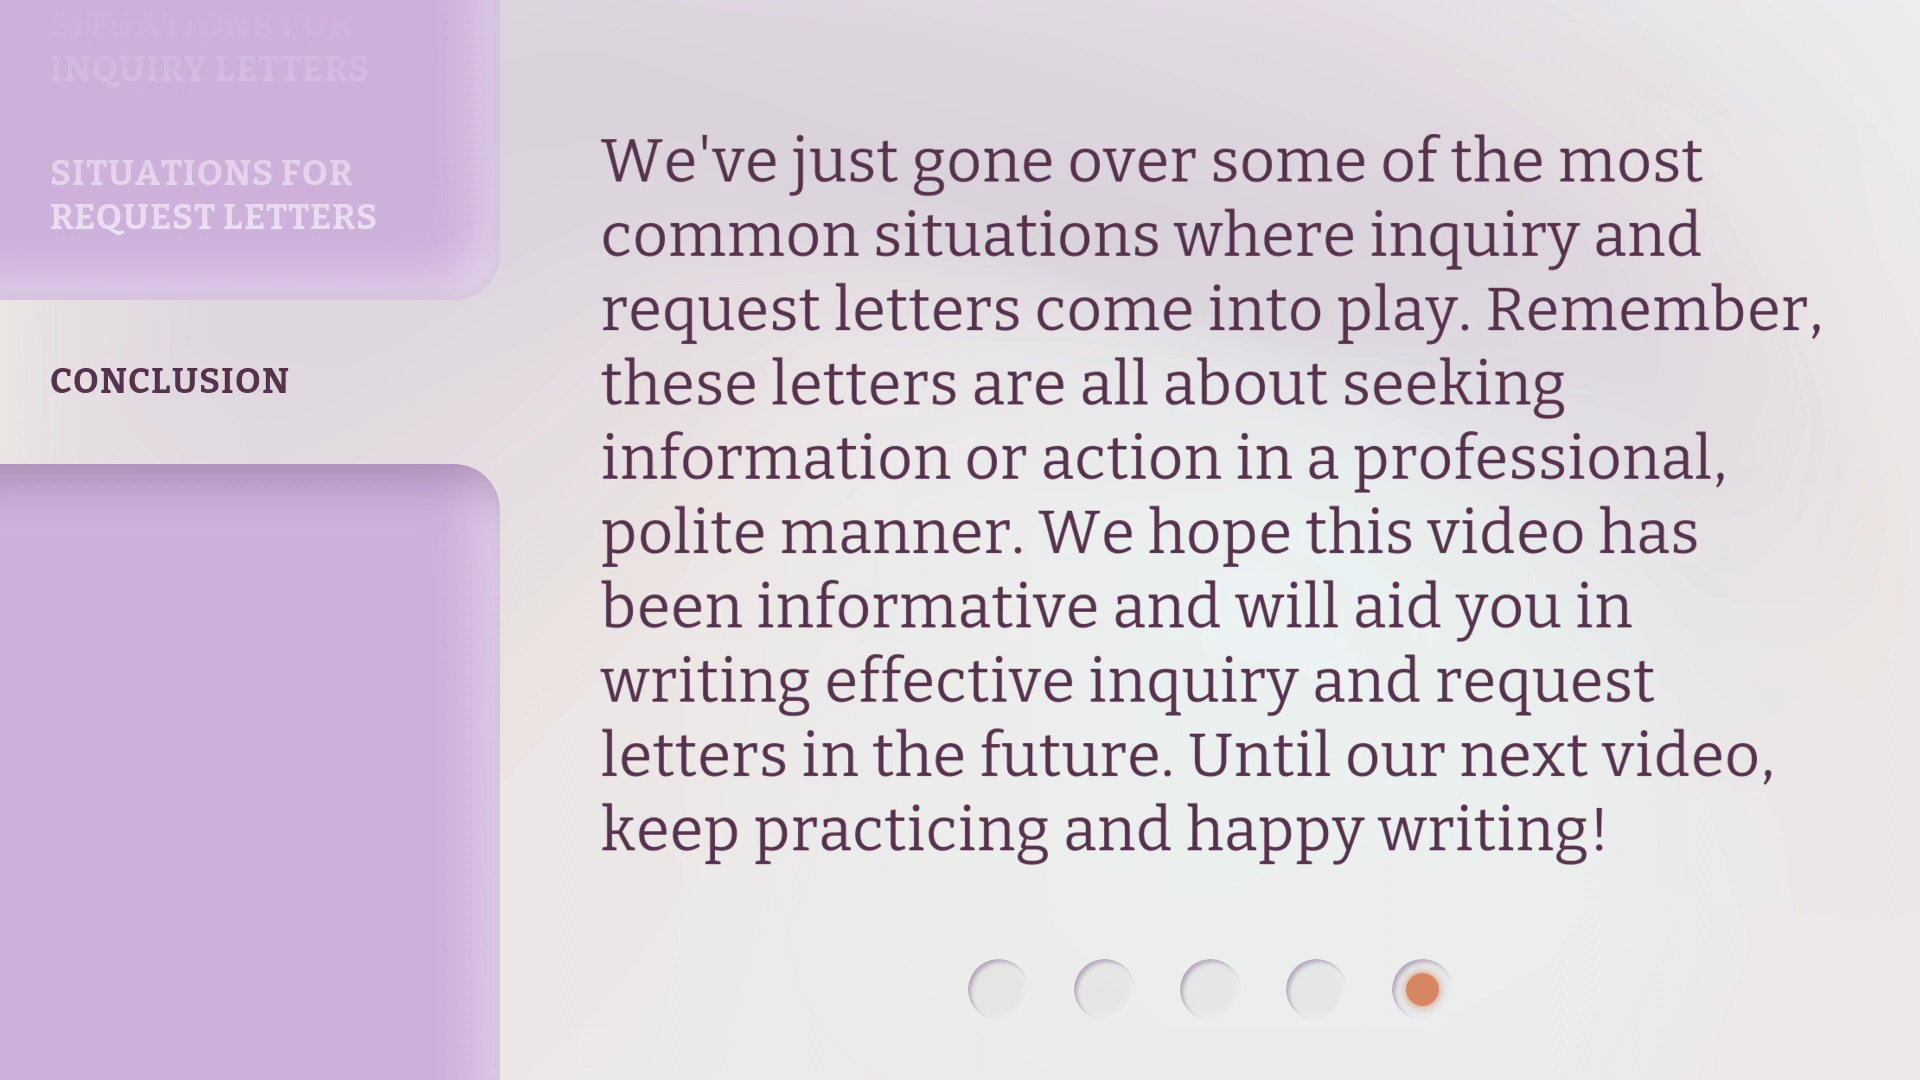 SITUATIONS FOR
INQUIRY LETTERS
SITUATIONS FOR
REQUEST LETTERS
CONCLUSION
We've just gone over some of the most
common situations where inquiry and
request letters come into play. Remember,
these letters are all about seeking
information or action in a professional,
polite manner. We hope this video has
been informative and will aid you in
writing effective inquiry and request
letters in the future. Until our next video,
keep practicing and happy writing!